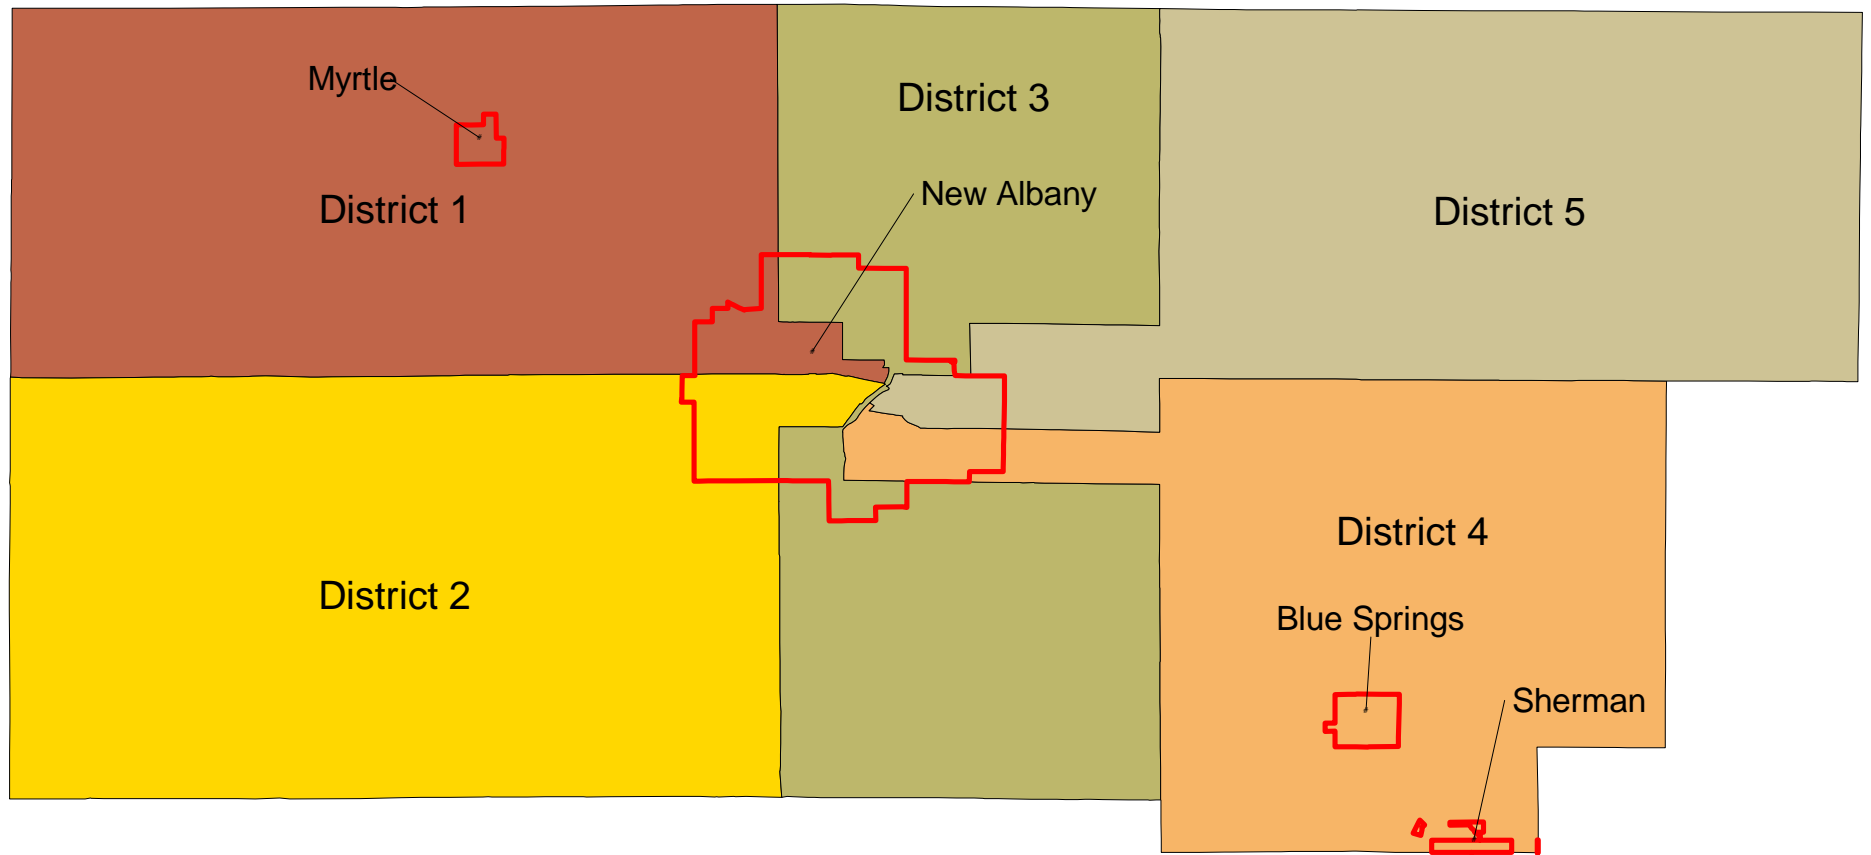 Myrtle
District 3
New Albany
District 1
District 5
District 4
District 2
Blue Springs
Sherman